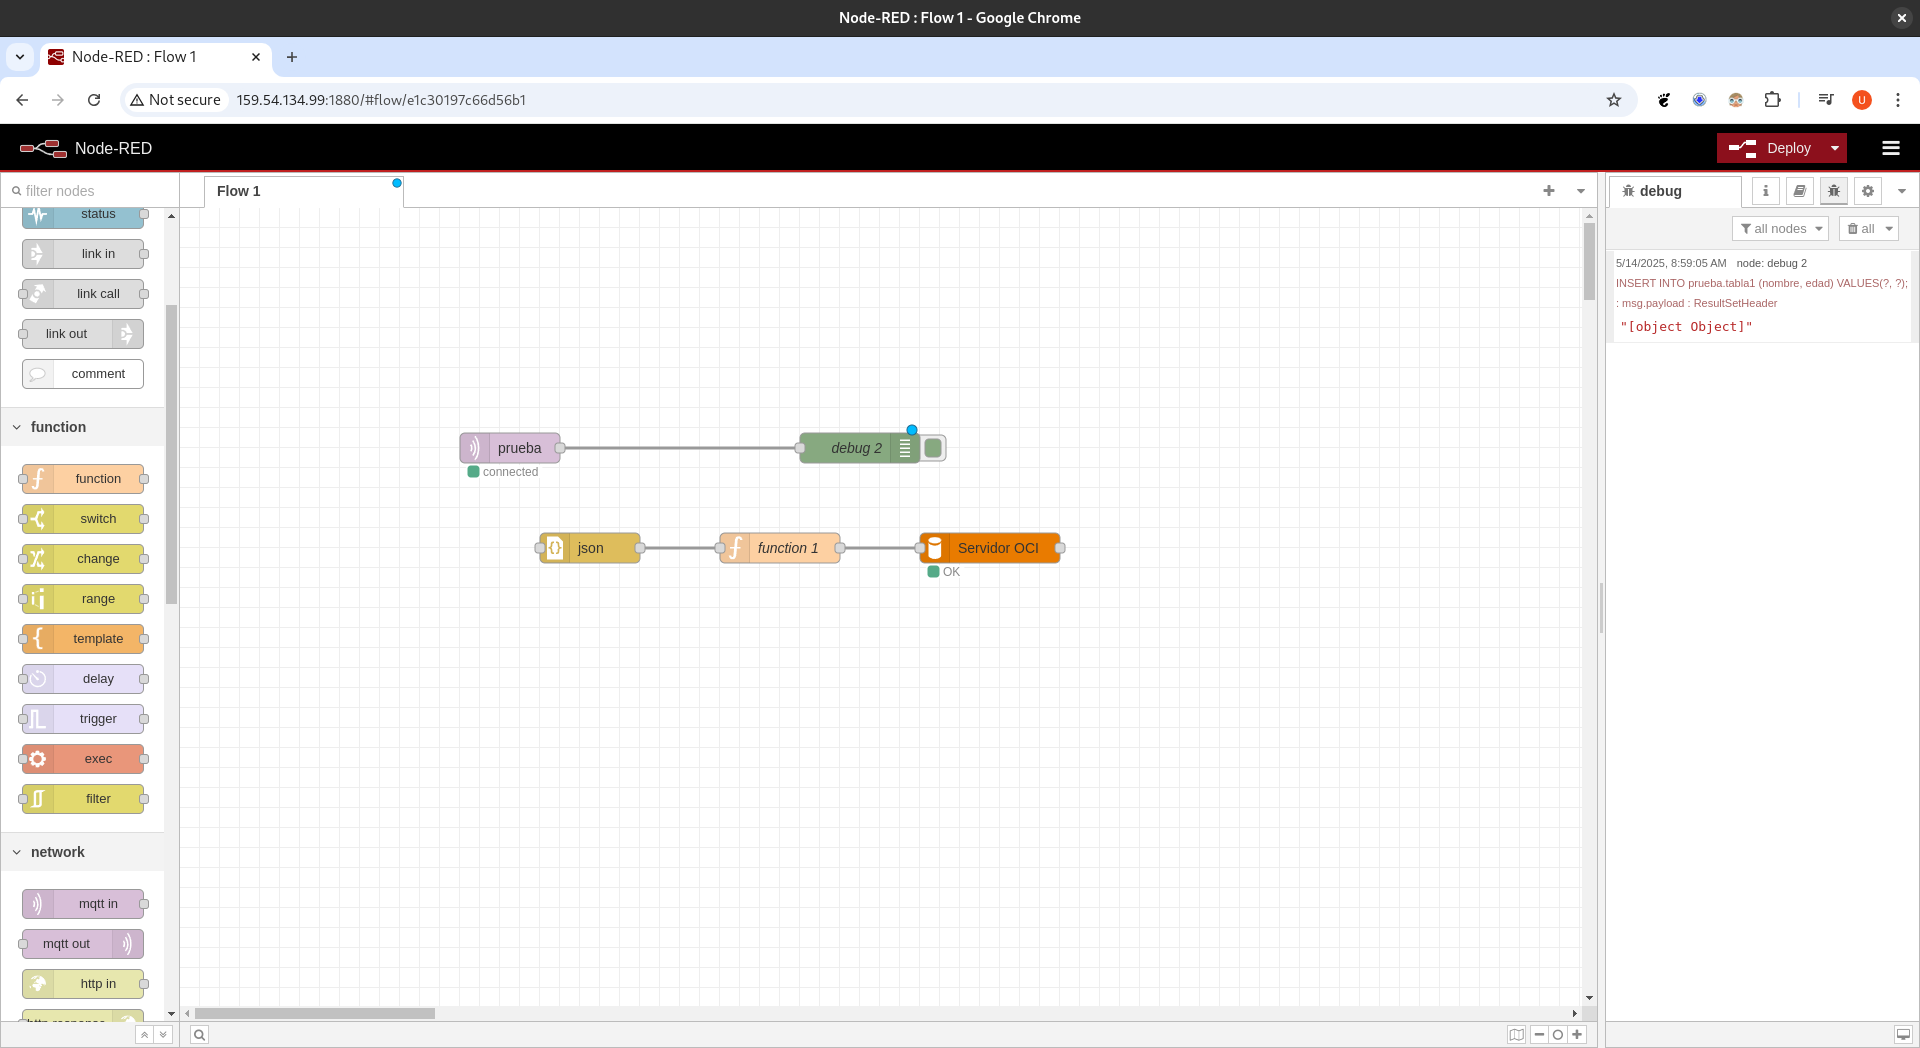 Node-RED : Flow 1 - Google Chrome
Node-RED : Flow 1
Not secure
159.54.134.99:1880/#flow/e1c30197c66d56b1
U
Node-RED
Deploy
filter nodes
Flow 1
debug
all nodes
all
status
link in
link call
link out
comment
function
function
switch
change
range
template
delay
trigger
exec
filter
network
mqtt in
mqtt out
http in
http response
prueba
connected
debug 2
json
function 1
Servidor OCI
OK
5/14/2025, 8:59:05 AM node: debug 2
INSERT INTO prueba.tabla1 (nombre, edad) VALUES(?, ?);
: msg.payload : ResultSetHeader
"[object Object]"